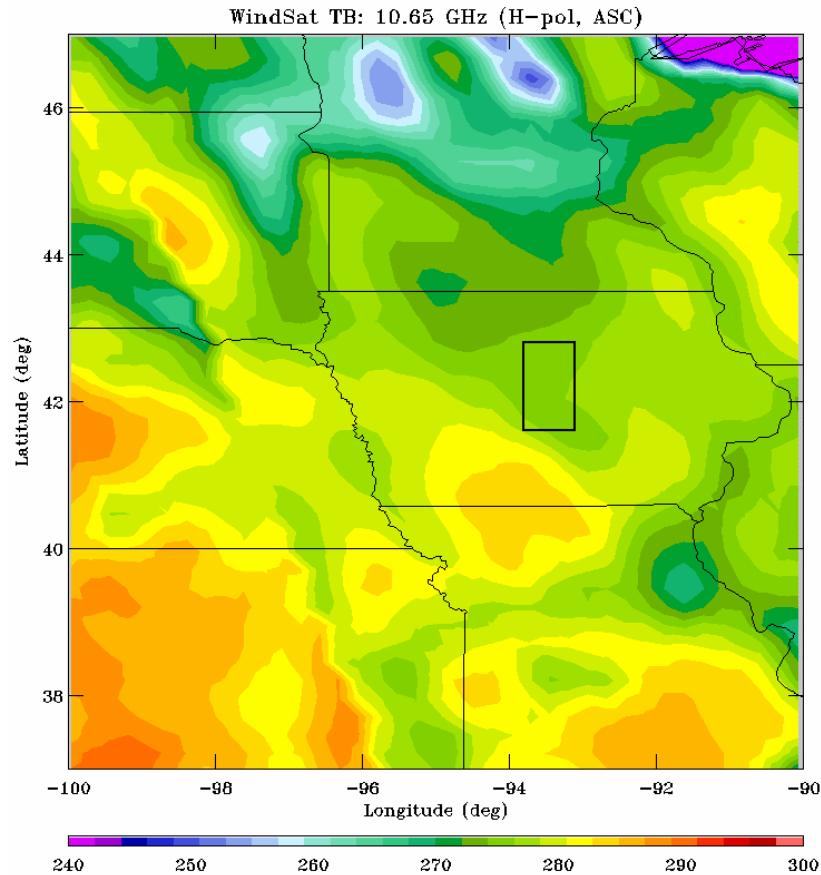 WindSat TB: 10.65 GHz (H-pol, ASC)
46
44
42
40
38
Latitude (deg)
-100 -98 -96 -94 -92 -90
Longitude (deg)
240 250 260 270 280 290 300